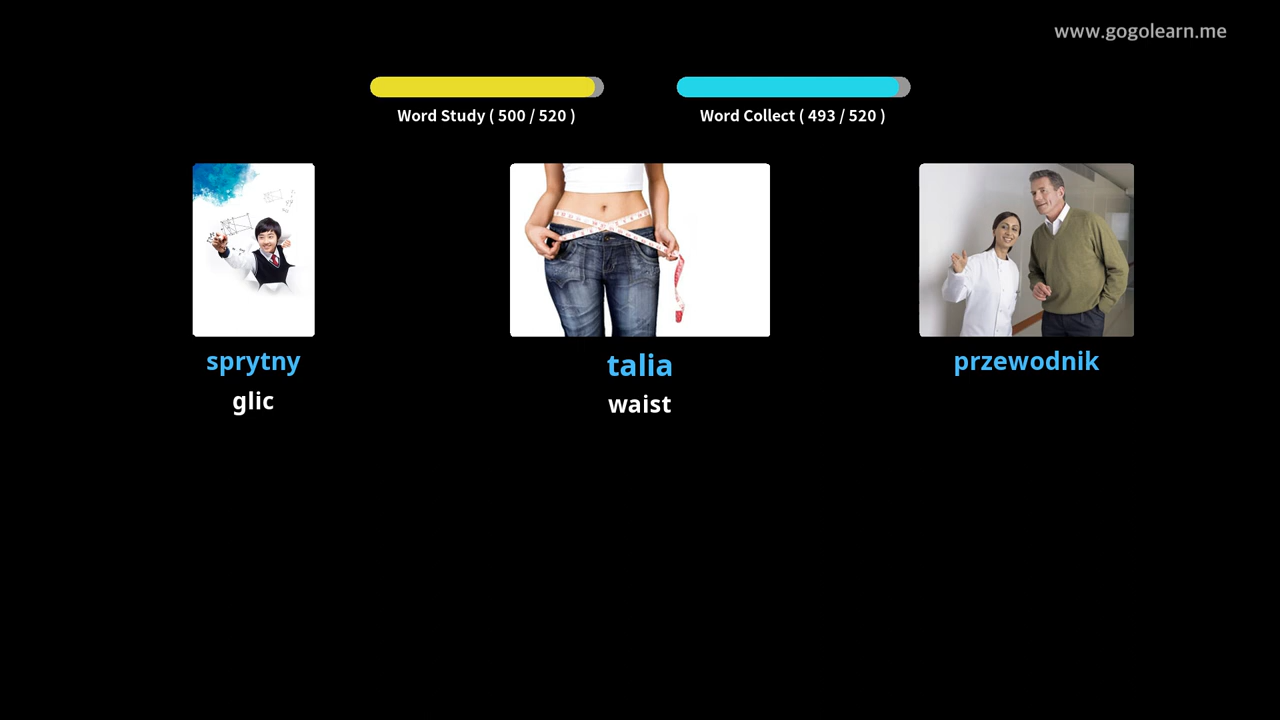 www.gogolearn.me
Word Study ( 500 / 520 )
Word Collect ( 493 / 520 )
sprytny
glic
talia
waist
przewodnik